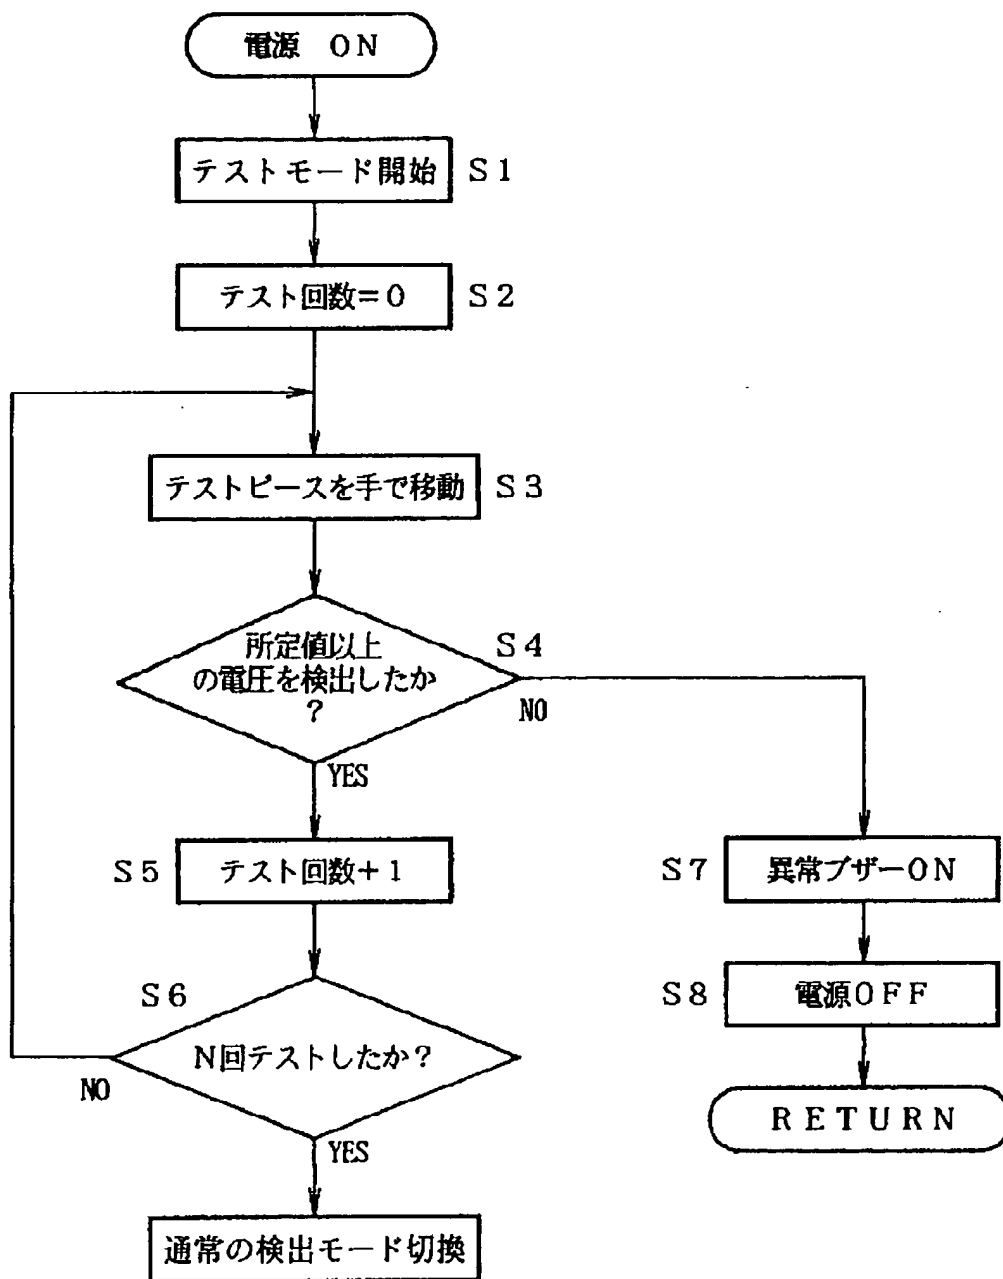 電源 ON
テストモード開始 S1
テスト回数=0 S2
テストピースを手で移動 S3
所定値以上
の電圧を検出したか
?
S4
NO
YES
S5 テスト回数+1
S7 異常ブザーON
S6
N回テストしたか?
S8 電源OFF
NO
YES
RETURN
通常の検出モード切換